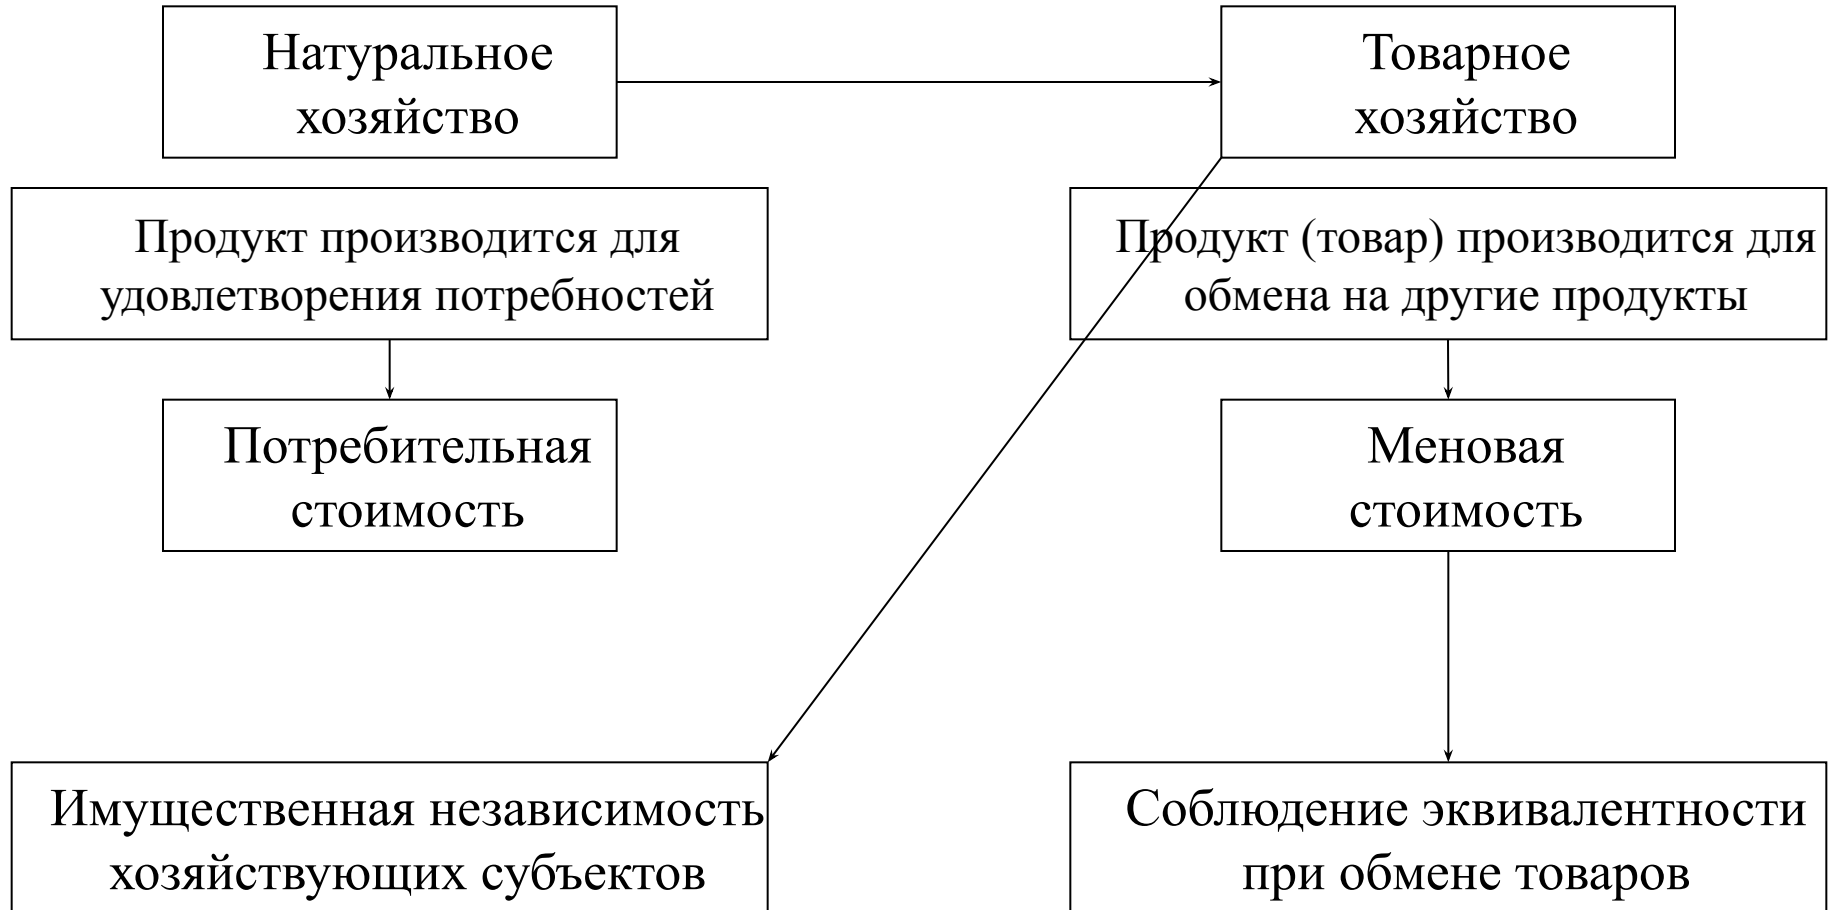 Натуральное
хозяйство
Товарное
хозяйство
Продукт производится для
удовлетворения потребностей
Продукт (товар) производится для
обмена на другие продукты
Потребительная
стоимость
Меновая
стоимость
Имущественная независимость
хозяйствующих субъектов
Соблюдение эквивалентности
при обмене товаров